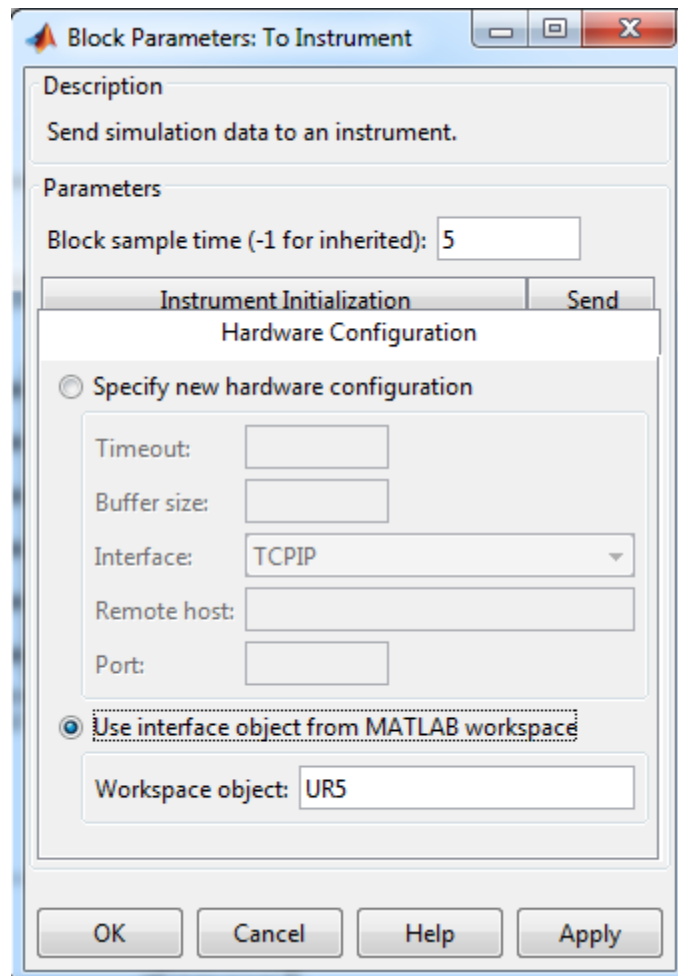 Block Parameters: To Instrument
Description
Send simulation data to an instrument.
Parameters
Block sample time (-1 for inherited): 5
Instrument Initialization Send
Hardware Configuration
Specify new hardware configuration
Timeout:
Buffer size:
Interface: TCPIP
Remote host:
Port:
Use interface object from MATLAB workspace
Workspace object: UR5
OK Cancel Help Apply